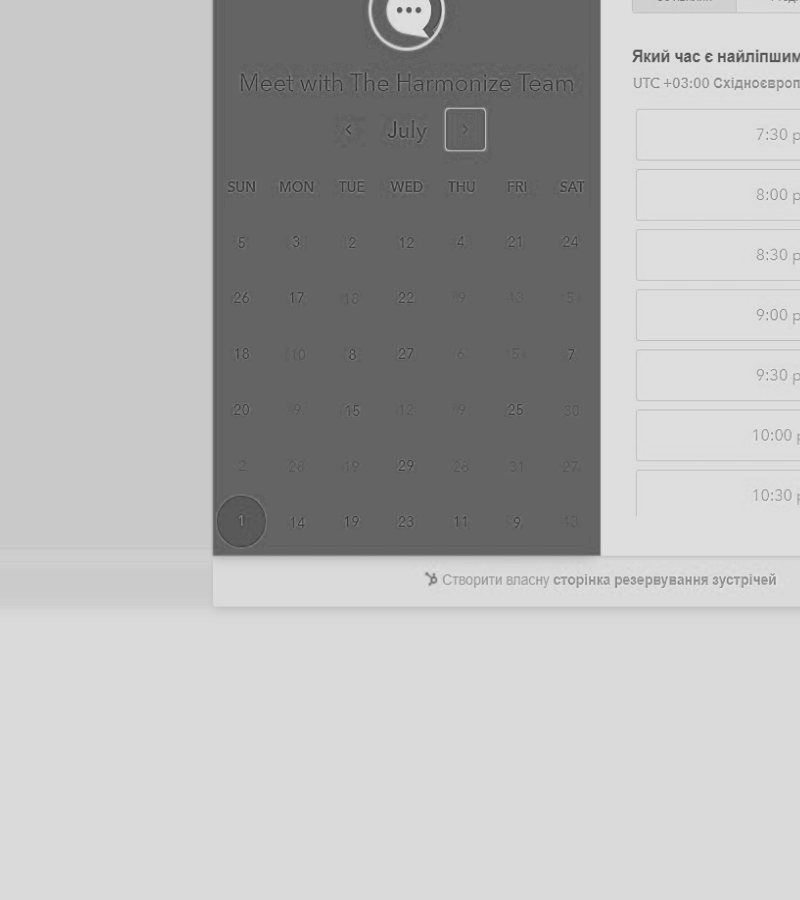 Meet with The Harmonize Team
July
SUN MON TUE WED THU FRI SAT
5 3 2 12 4 21 24
26 17 18 22 9 13 5
18 10 8 27 6 5 7
20 9 15 12 9 25 30
2 28 19 29 28 31 27
1 14 19 23 11 9 13
Який час є найліпшим
UTC +03:00 Східноєвроп
7:30 p
8:00 p
8:30 p
9:00 p
9:30 p
10:00 p
10:30 p
Створити власну сторінка резервування зустрічей